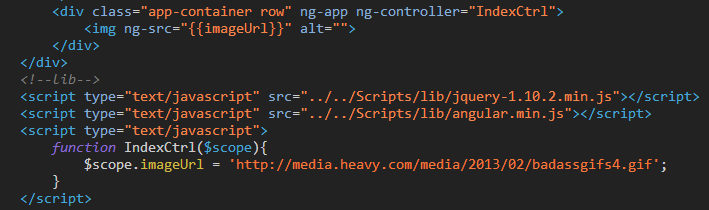 <div class="app-container row" ng-app ng-controller="IndexCtrl">
<img ng-src="{{imageUrl}}" alt="">
</div>
</div>
<!--lib-->
<script type="text/javascript" src="../../Scripts/lib/jquery-1.10.2.min.js"></script>
<script type="text/javascript" src="../../Scripts/lib/angular.min.js"></script>
<script type="text/javascript">
function IndexCtrl($scope){
$scope.imageUrl = 'http://media.heavy.com/media/2013/02/badassgifs4.gif';
}
</script>